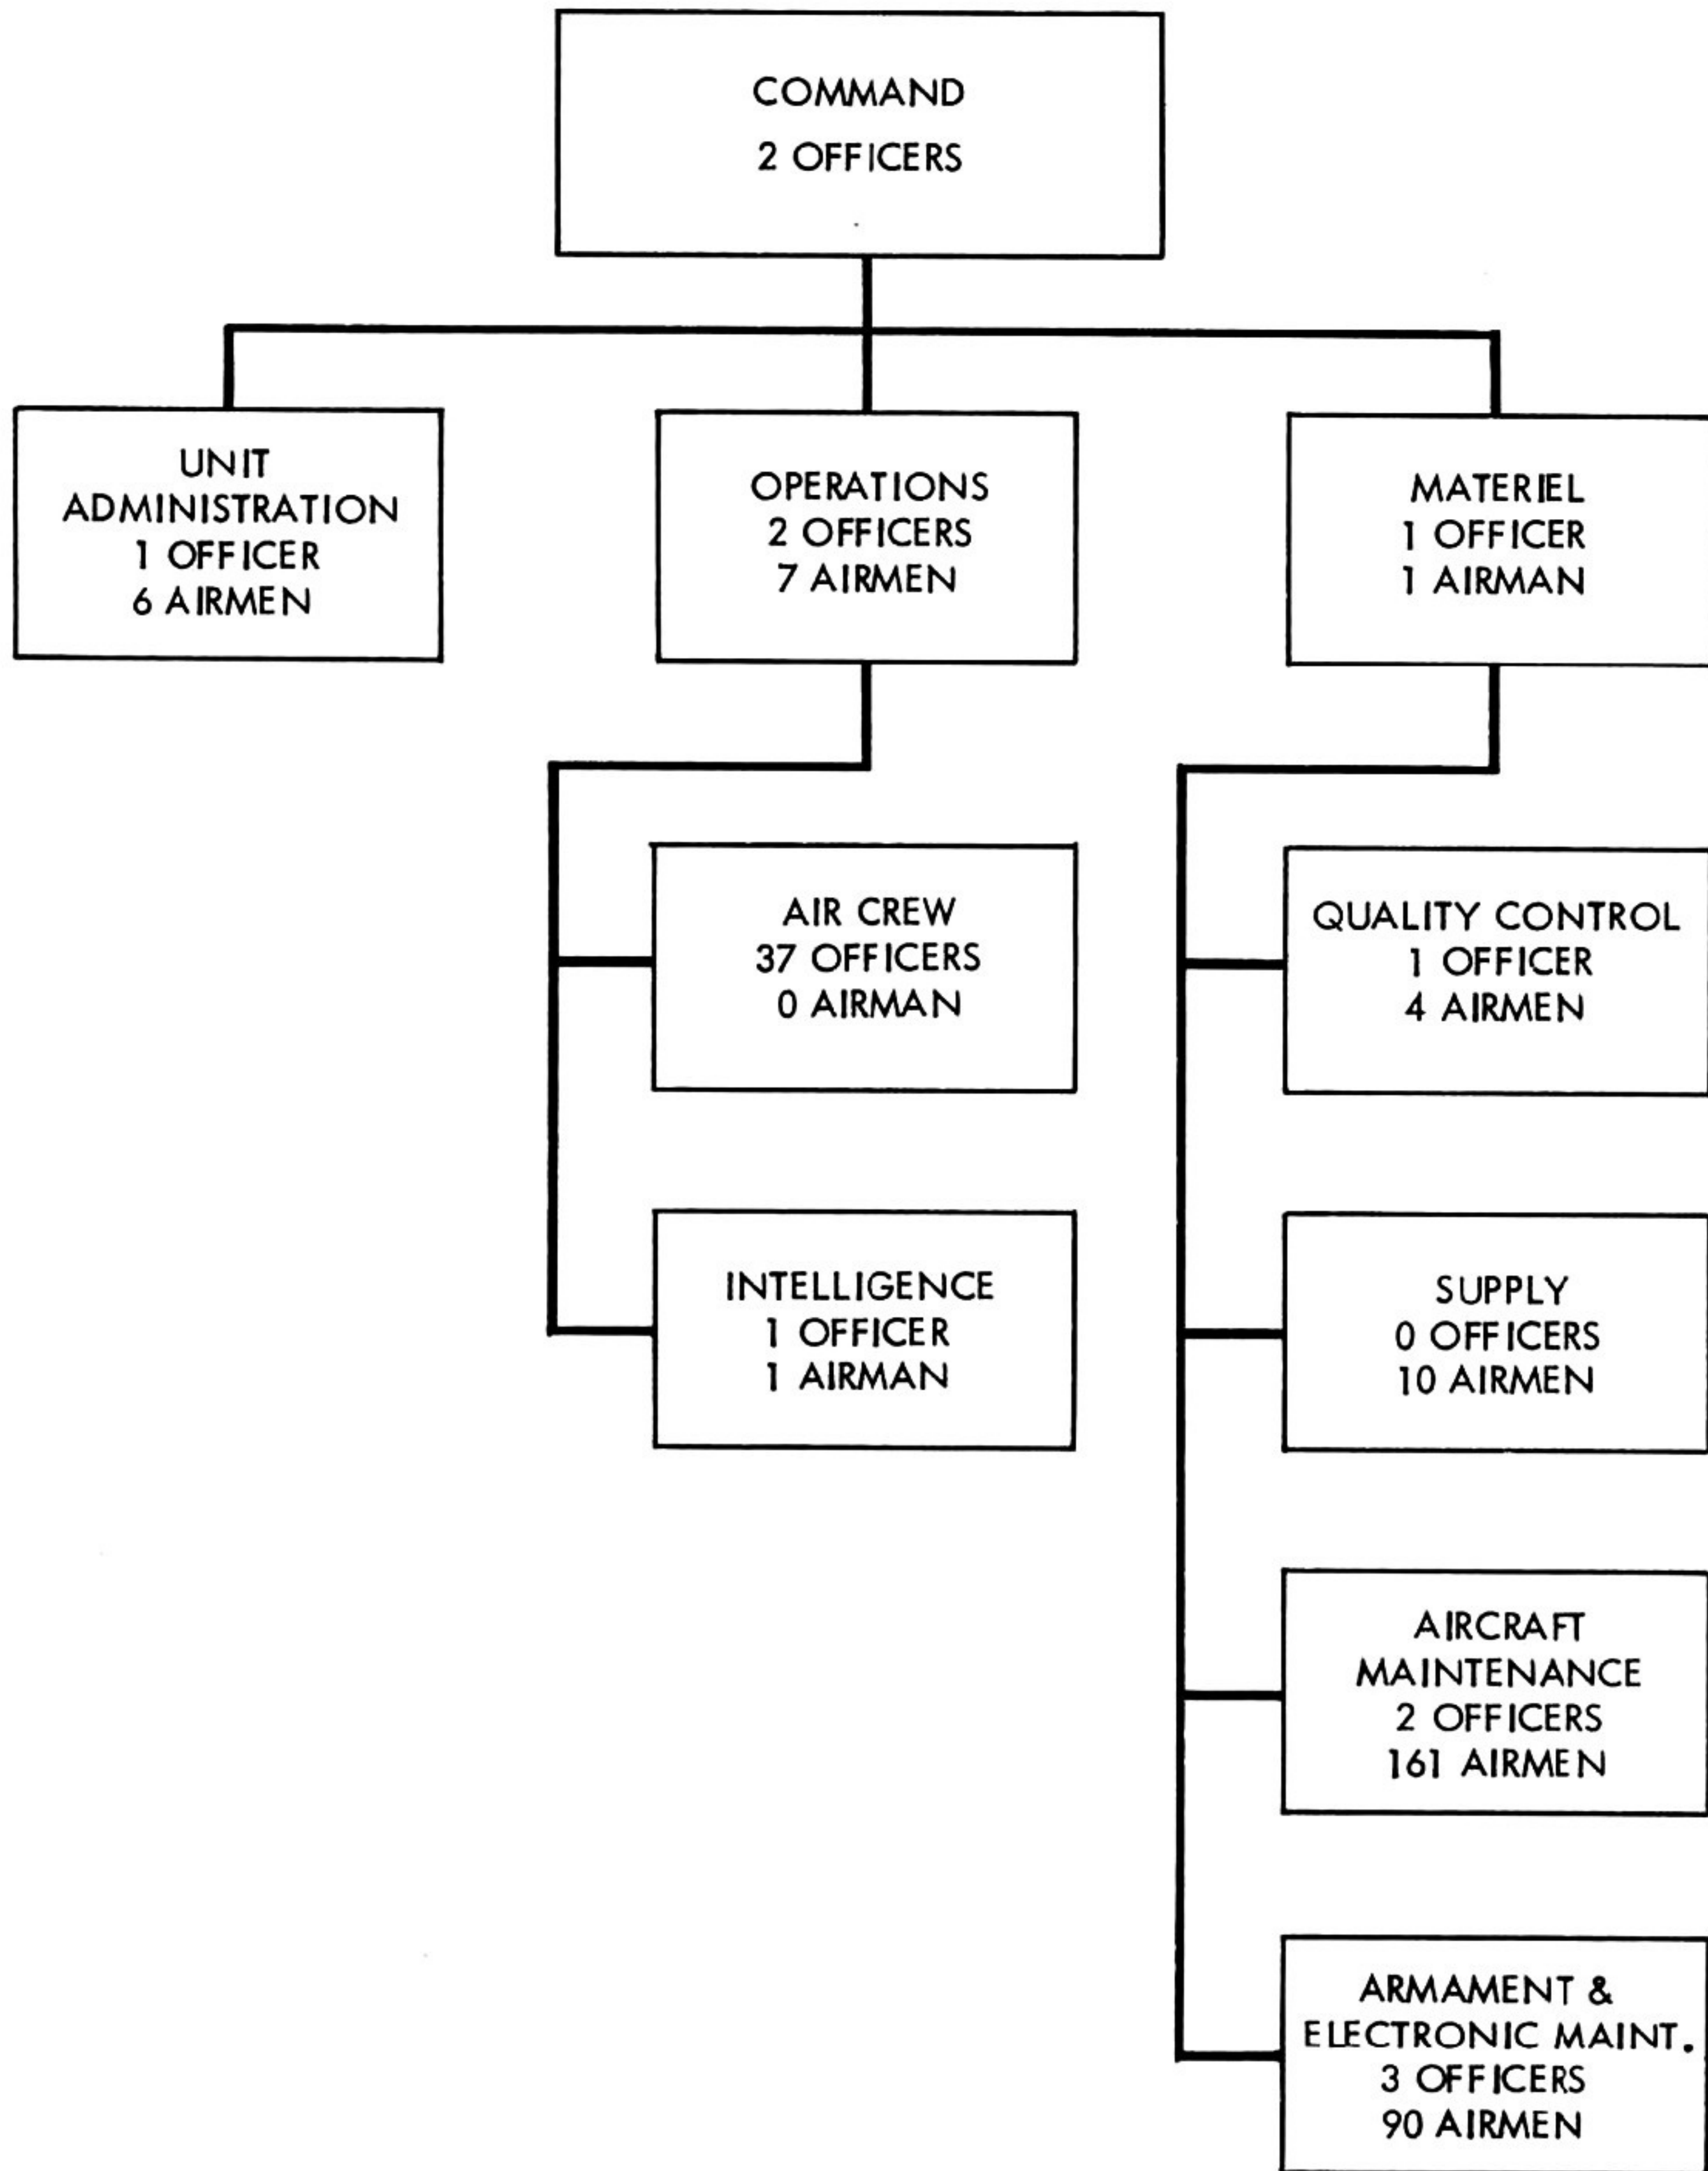 COMMAND
2 OFFICERS
UNIT
ADMINISTRATION
1 OFFICER
6 AIRMEN
OPERATIONS
2 OFFICERS
7 AIRMEN
MATERIEL
1 OFFICER
1 AIRMAN
AIR CREW
37 OFFICERS
0 AIRMAN
INTELLIGENCE
1 OFFICER
1 AIRMAN
QUALITY CONTROL
1 OFFICER
4 AIRMEN
SUPPLY
0 OFFICERS
10 AIRMEN
AIRCRAFT
MAINTENANCE
2 OFFICERS
161 AIRMEN
ARMAMENT &
ELECTRONIC MAINT.
3 OFFICERS
90 AIRMEN